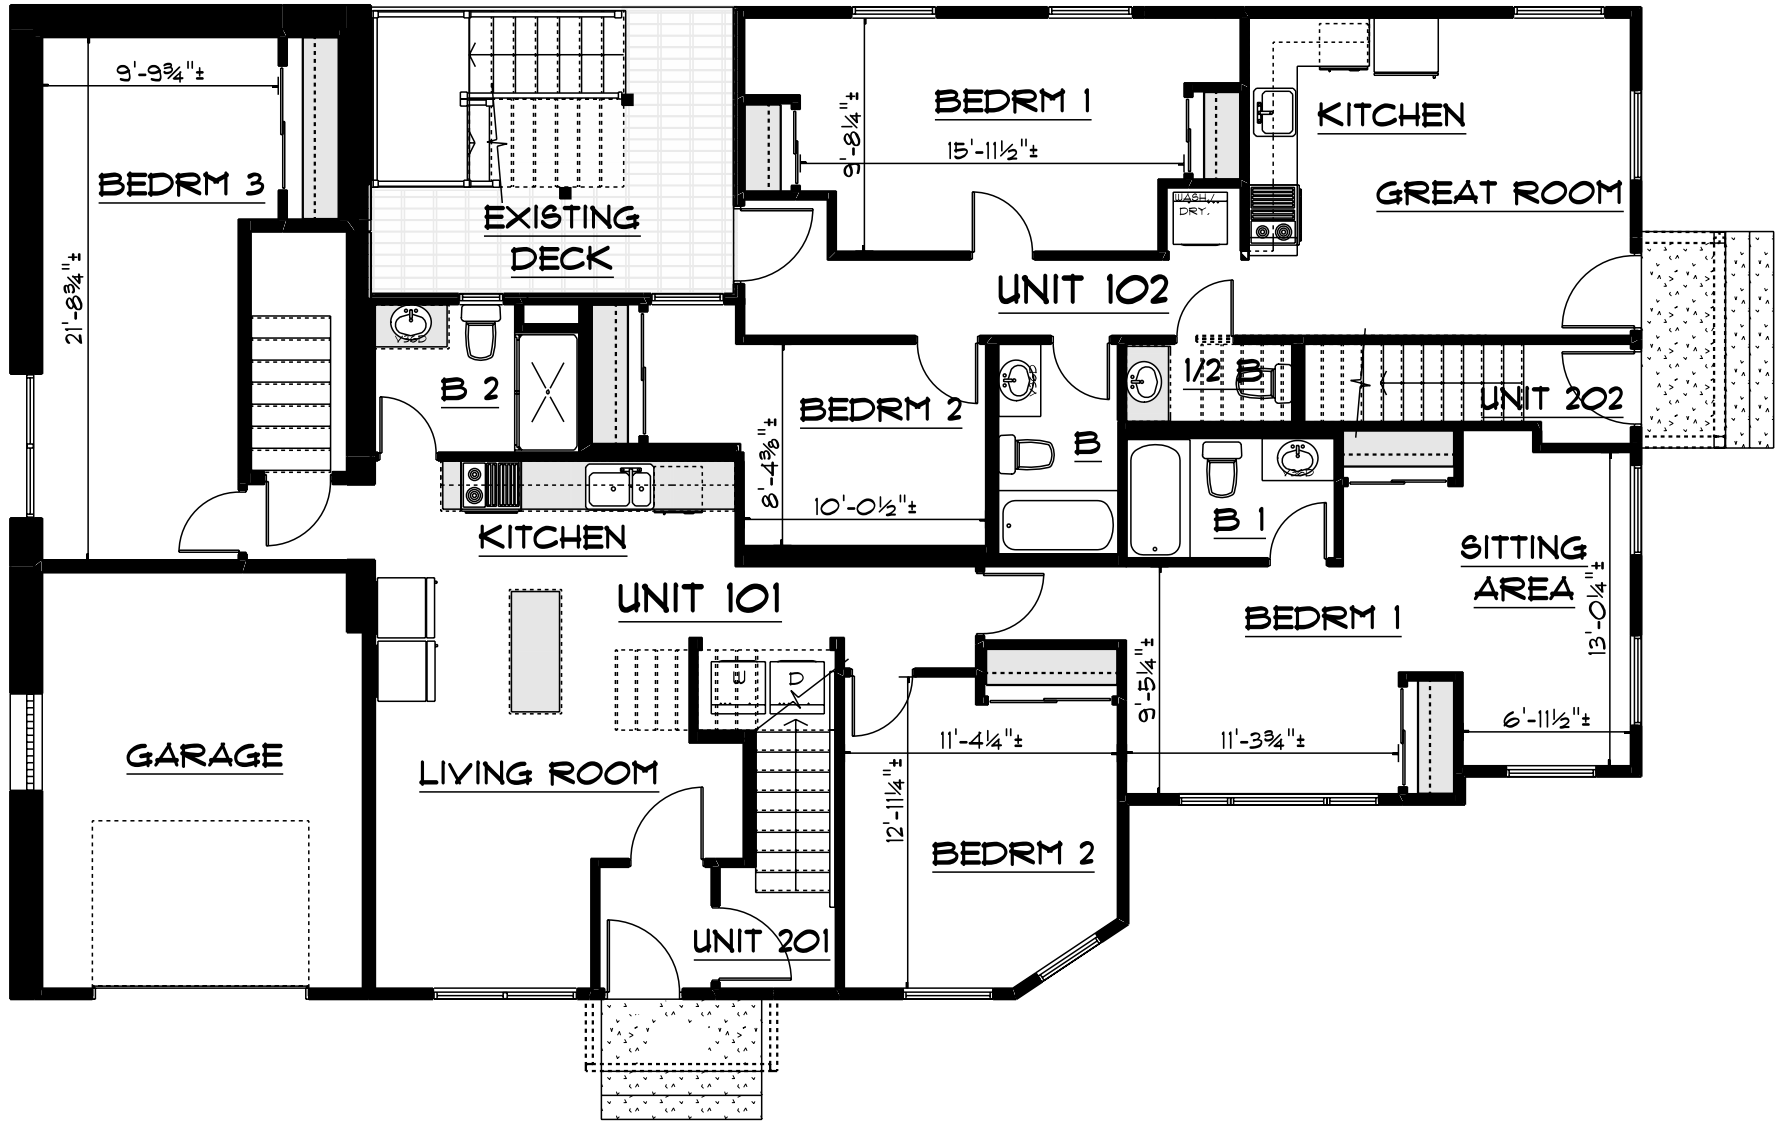 9'-9¾"±
BEDRM 3
21'-8¾"±
EXISTING
DECK
BEDRM 1
9'-8¼"±
15'-11½"±
KITCHEN
GREAT ROOM
WASH./
DRY.
UNIT 102
V36D
B 2
BEDRM 2
8'-4⅜"±
10'-0½"±
V36D
B
1/2 B
UNIT 202
V36D
B 1
KITCHEN
SITTING
AREA
13'-0¼"±
UNIT 101
BEDRM 1
9'-5¼"±
W
D
GARAGE
LIVING ROOM
11'-4¼"±
11'-3¾"±
6'-11½"±
12'-11¼"±
BEDRM 2
UNIT 201